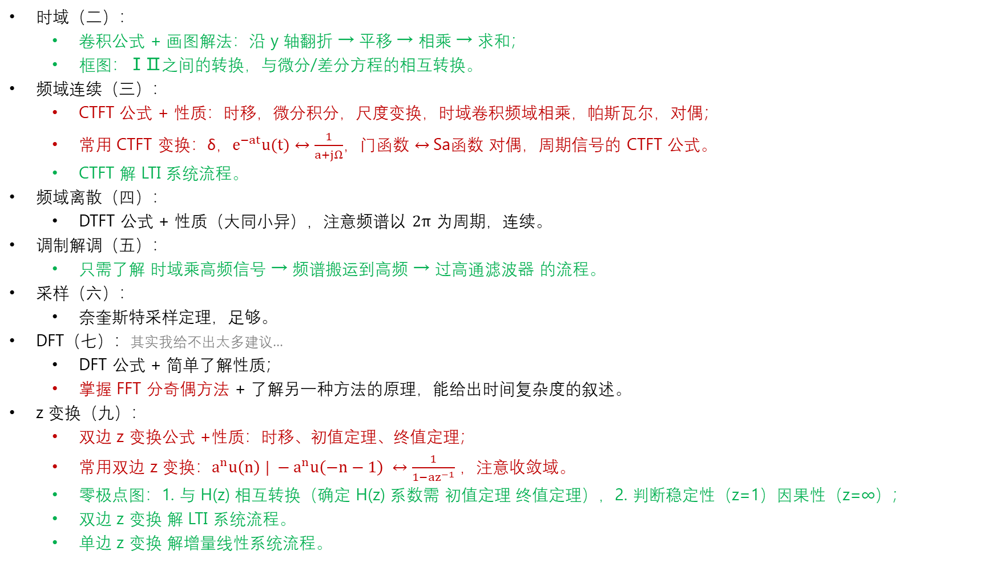 • 时域（二）：
• 卷积公式 + 画图解法：沿 y 轴翻折 → 平移 → 相乘 → 求和；
• 框图：Ⅰ Ⅱ之间的转换，与微分/差分方程的相互转换。
• 频域连续（三）：
• CTFT 公式 + 性质：时移，微分积分，尺度变换，时域卷积频域相乘，帕斯瓦尔，对偶；
• 常用 CTFT 变换：δ，e^{−at}u(t) ↔ \frac{1}{a+jΩ}，门函数 ↔ Sa函数 对偶，周期信号的 CTFT 公式。
• CTFT 解 LTI 系统流程。
• 频域离散（四）：
• DTFT 公式 + 性质（大同小异），注意频谱以 2π 为周期，连续。
• 调制解调（五）：
• 只需了解 时域乘高频信号 → 频谱搬运到高频 → 过高通滤波器 的流程。
• 采样（六）：
• 奈奎斯特采样定理，足够。
• DFT（七）：其实我给不出太多建议...
• DFT 公式 + 简单了解性质；
• 掌握 FFT 分奇偶方法 + 了解另一种方法的原理，能给出时间复杂度的叙述。
• z 变换（九）：
• 双边 z 变换公式 +性质：时移、初值定理、终值定理；
• 常用双边 z 变换：a^{n}u(n) | − a^{n}u(−n − 1) ↔ \frac{1}{1−az^{−1}}，注意收敛域。
• 零极点图：1. 与 H(z) 相互转换（确定 H(z) 系数需 初值定理 终值定理），2. 判断稳定性（z=1）因果性（z=∞）；
• 双边 z 变换 解 LTI 系统流程。
• 单边 z 变换 解增量线性系统流程。